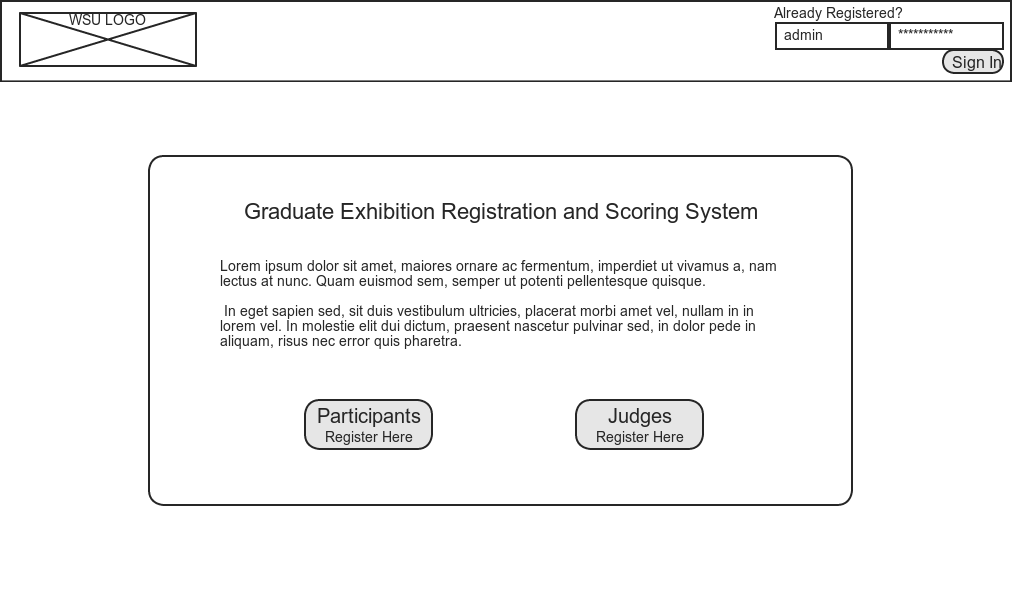 WSU LOGO
Already Registered?
admin
***********
Sign In
Graduate Exhibition Registration and Scoring System
Lorem ipsum dolor sit amet, maiores ornare ac fermentum, imperdiet ut vivamus a, nam
lectus at nunc. Quam euismod sem, semper ut potenti pellentesque quisque.
In eget sapien sed, sit duis vestibulum ultricies, placerat morbi amet vel, nullam in in
lorem vel. In molestie elit dui dictum, praesent nascetur pulvinar sed, in dolor pede in
aliquam, risus nec error quis pharetra.
Participants
Register Here
Judges
Register Here